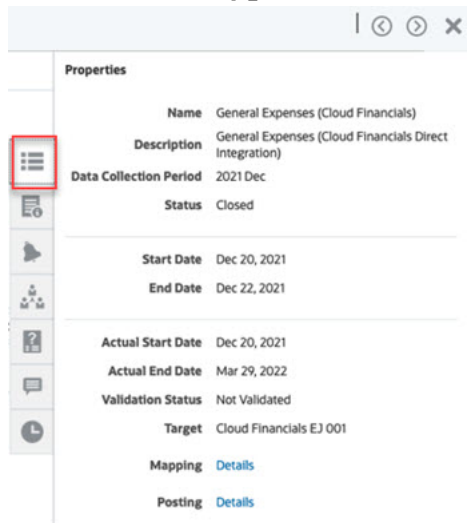 Properties
Name General Expenses (Cloud Financials)
Description General Expenses (Cloud Financials Direct
Integration)
Data Collection Period 2021 Dec
Status Closed
Start Date Dec 20, 2021
End Date Dec 22, 2021
Actual Start Date Dec 20, 2021
Actual End Date Mar 29, 2022
Validation Status Not Validated
Target Cloud Financials EJ 001
Mapping Details
Posting Details